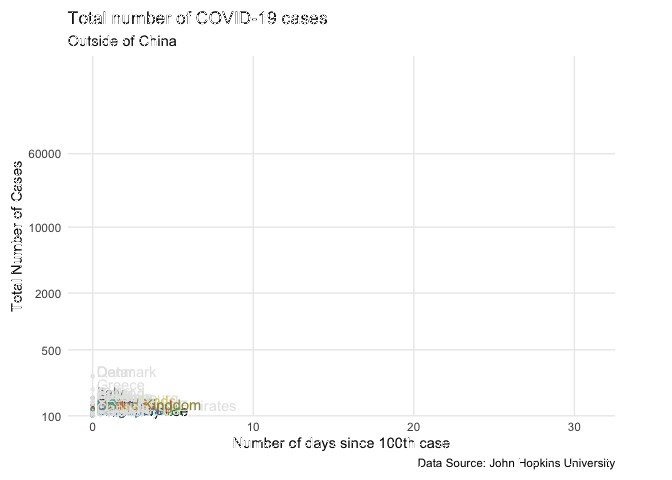 Total number of COVID-19 cases
Outside of China
60000
10000
2000
500
100
Total Number of Cases
Denmark
Greece
Italy
United Kingdom
0
10
20
30
Number of days since 100th case
Data Source: John Hopkins University